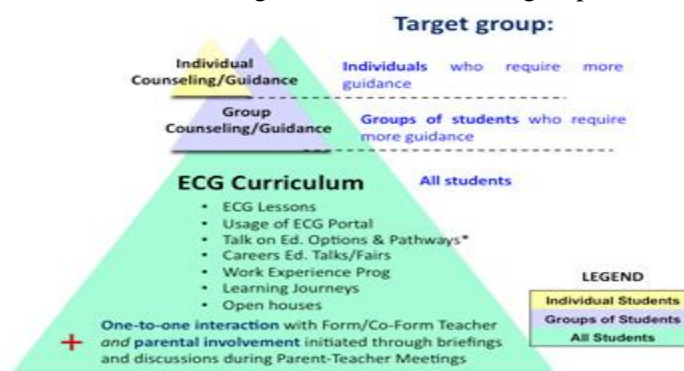 Target group:
Individual
Counseling/Guidance
Individuals who require more
guidance
Group
Counseling/Guidance
Groups of students who require
more guidance
ECG Curriculum
All students
• ECG Lessons
• Usage of ECG Portal
• Talk on Ed. Options & Pathways*
• Careers Ed. Talks/Fairs
• Work Experience Prog
• Learning Journeys
• Open houses
+ One-to-one interaction with Form/Co-Form Teacher
and parental involvement initiated through briefings
and discussions during Parent-Teacher Meetings
LEGEND
Individual Students
Groups of Students
All Students